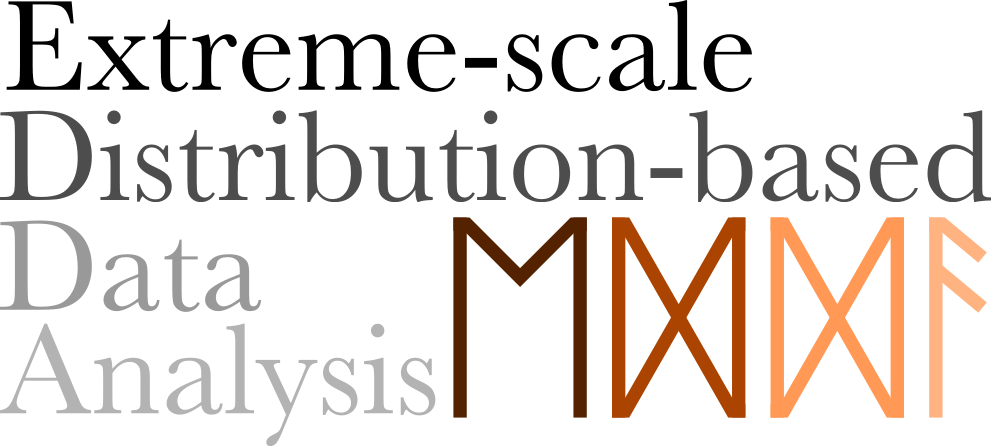 Extreme-scale
Distribution-based
Data
Analysis
ᛖᛞᛞᚨ